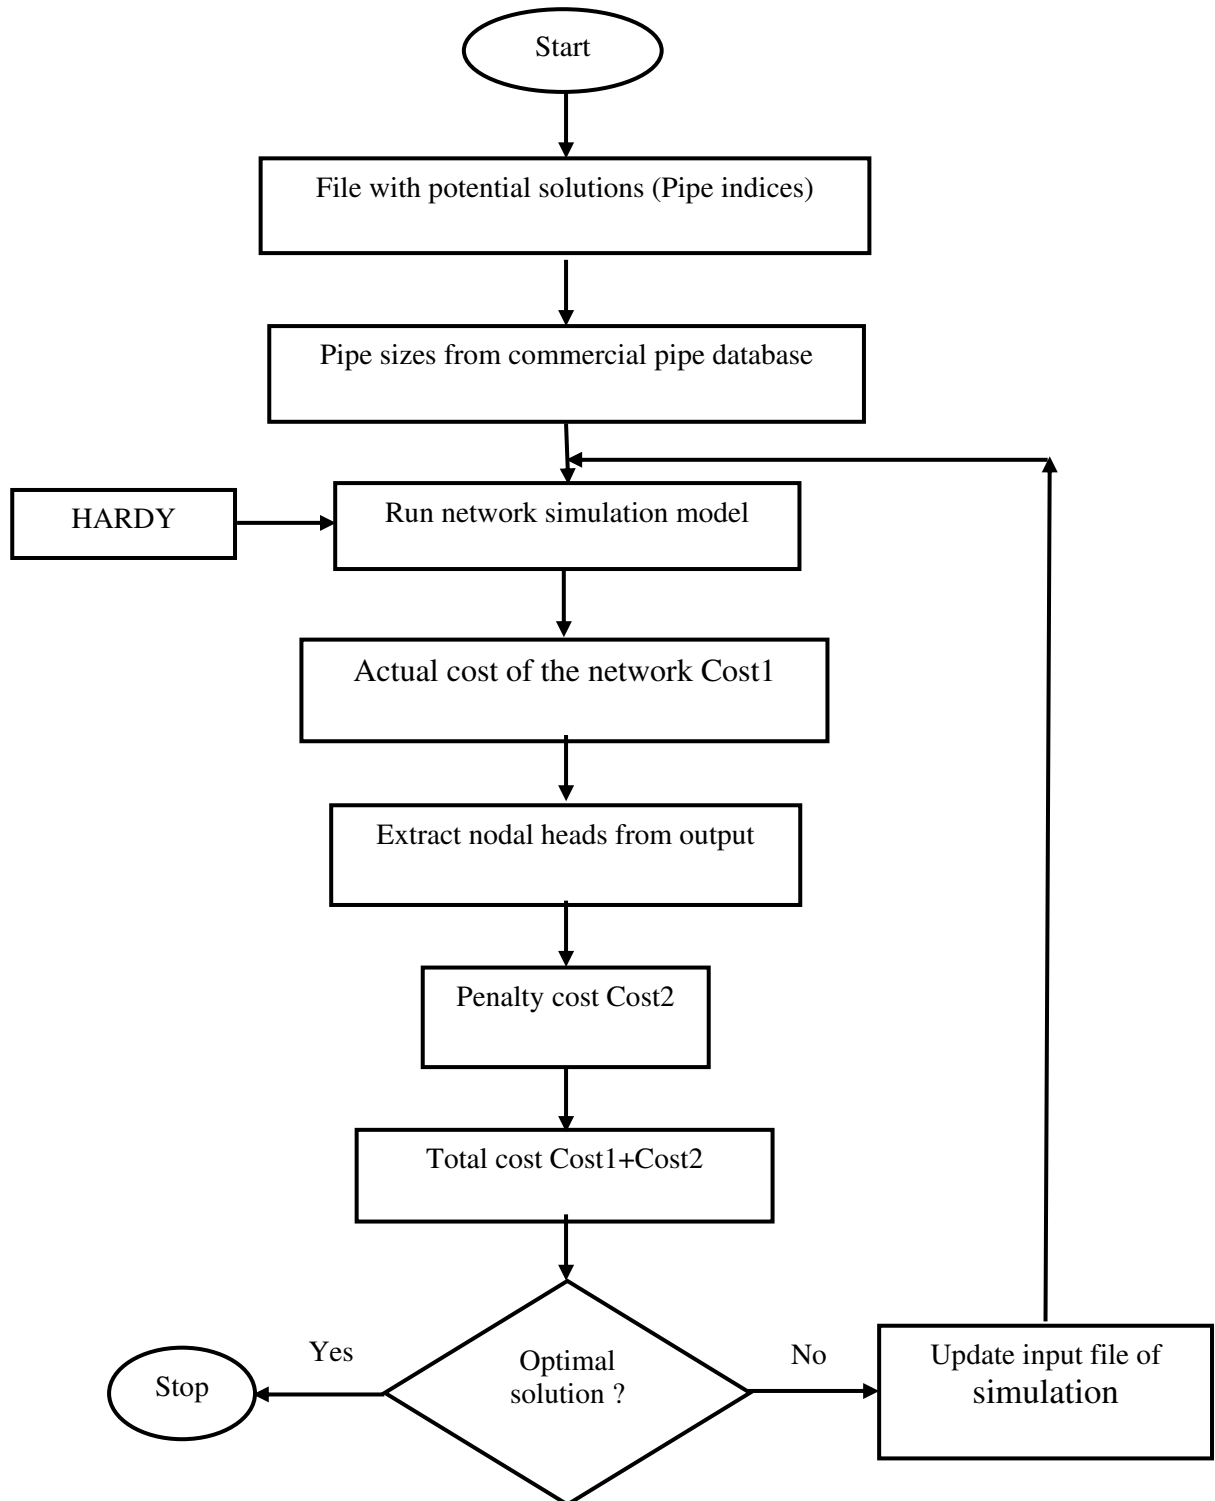 Start
File with potential solutions (Pipe indices)
Pipe sizes from commercial pipe database
HARDY
Run network simulation model
Actual cost of the network Cost1
Extract nodal heads from output
Penalty cost Cost2
Total cost Cost1+Cost2
Optimal
solution ?
Yes
Stop
No
Update input file of
simulation